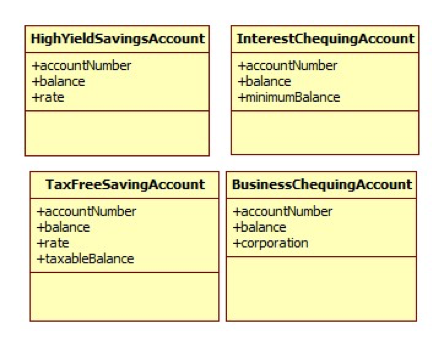 HighYieldSavingsAccount
+accountNumber
+balance
+rate
InterestChequingAccount
+accountNumber
+balance
+minimumBalance
TaxFreeSavingAccount
+accountNumber
+balance
+rate
+taxableBalance
BusinessChequingAccount
+accountNumber
+balance
+corporation